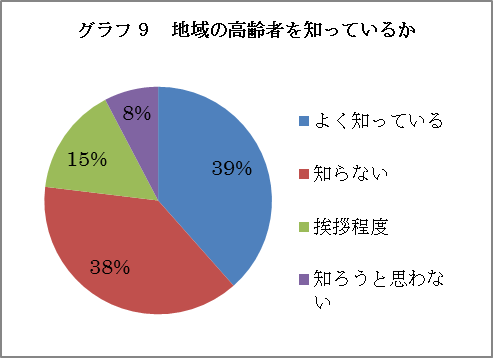 グラフ９　地域の高齢者を知っているか
8%
39%
15%
38%
よく知っている
知らない
挨拶程度
知ろうと思わな
い